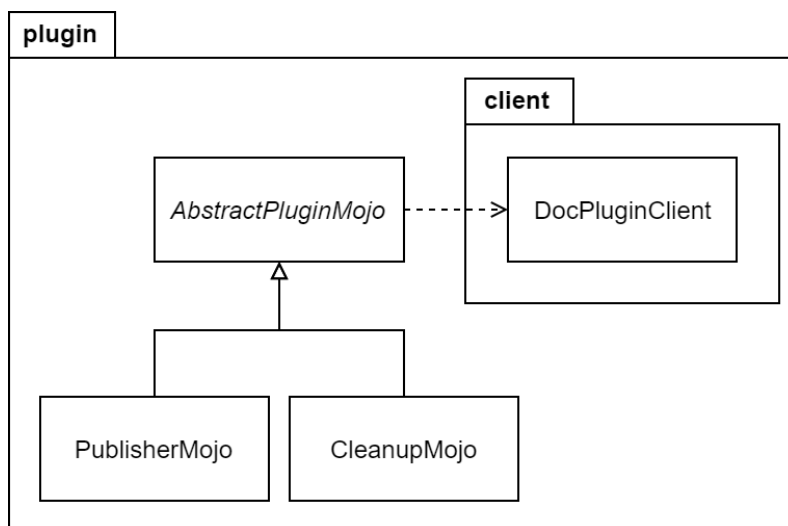 plugin
client
AbstractPluginMojo
DocPluginClient
PublisherMojo
CleanupMojo